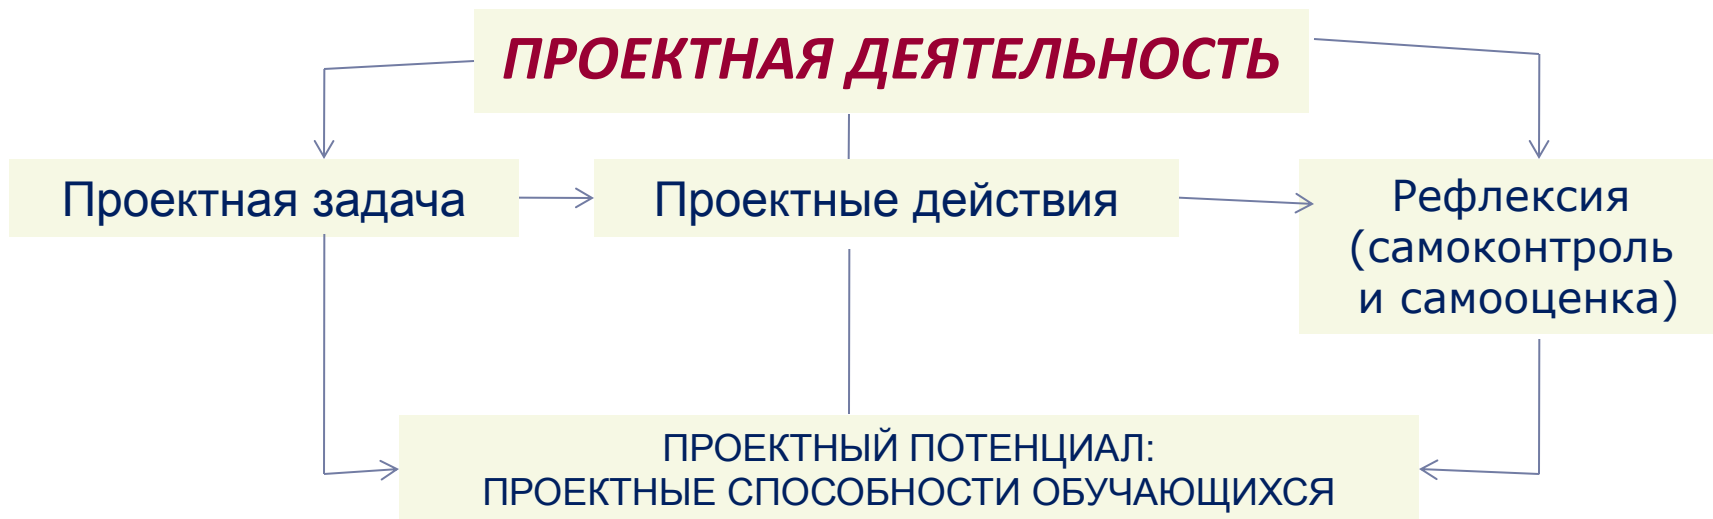 ПРОЕКТНАЯ ДЕЯТЕЛЬНОСТЬ
Проектная задача
Проектные действия
Рефлексия
(самоконтроль
и самооценка)
ПРОЕКТНЫЙ ПОТЕНЦИАЛ:
ПРОЕКТНЫЕ СПОСОБНОСТИ ОБУЧАЮЩИХСЯ